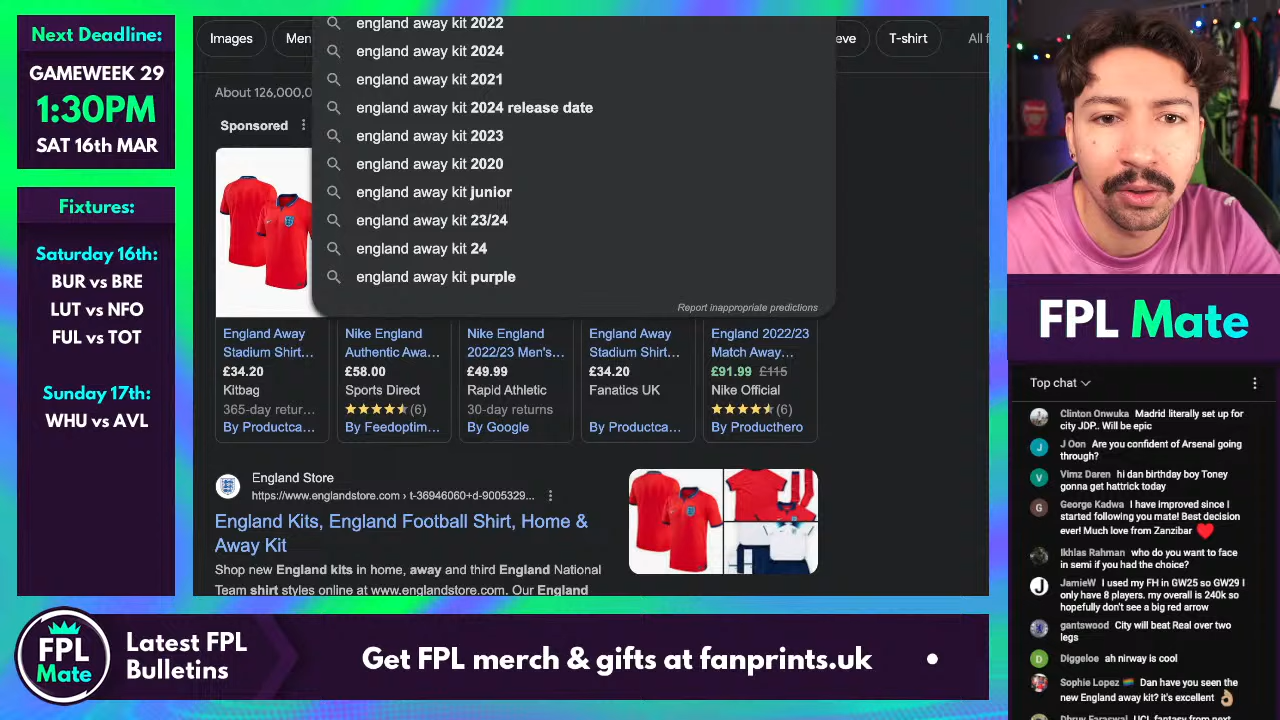 Next Deadline:
GAMEWEEK 29
1:30PM
SAT 16th MAR
Fixtures:
Saturday 16th:
BUR vs BRE
LUT vs NFO
FUL vs TOT
Sunday 17th:
WHU vs AVL
Images
Men
eve
T-shirt
All f
About 126,000,0
Sponsored
england away kit 2022
england away kit 2024
england away kit 2021
england away kit 2024 release date
england away kit 2023
england away kit 2020
england away kit junior
england away kit 23/24
england away kit 24
england away kit purple
Report inappropriate predictions
England Away
Stadium Shirt...
£34.20
Kitbag
365-day retur...
By Productca...
Nike England
Authentic Awa...
£58.00
Sports Direct
(6)
By Feedoptim...
Nike England
2022/23 Men's...
£49.99
Rapid Athletic
30-day returns
By Google
England Away
Stadium Shirt...
£34.20
Fanatics UK
By Productca...
England 2022/23
Match Away...
£91.99 £115
Nike Official
(6)
By Producthero
England Store
https://www.englandstore.com › t-36946060+d-9005329...
England Kits, England Football Shirt, Home &
Away Kit
Shop new England kits in home, away and third England National
Team shirt styles online at www.englandstore.com. Our England
FPL Mate
Top chat
Clinton Onwuka Madrid literally set up for
city JDP.. Will be epic
J Oon Are you confident of Arsenal going
through?
Vimz Daren hi dan birthday boy Toney
gonna get hattrick today
George Kadwa I have improved since I
started following you mate! Best decision
ever! Much love from Zanzibar
Ikhlas Rahman who do you want to face
in semi if you had the choice?
JamieW I used my FH in GW25 so GW29 I
only have 8 players. my overall is 240k so
hopefully don't see a big red arrow
gantswood City will beat Real over two
legs
Diggeloe ah nirway is cool
Sophie Lopez Dan have you seen the
new England away kit? it's excellent
Dhruv Faraswal UCL fantasy from next
FPL
Mate
Latest FPL
Bulletins
Get FPL merch & gifts at fanprints.uk